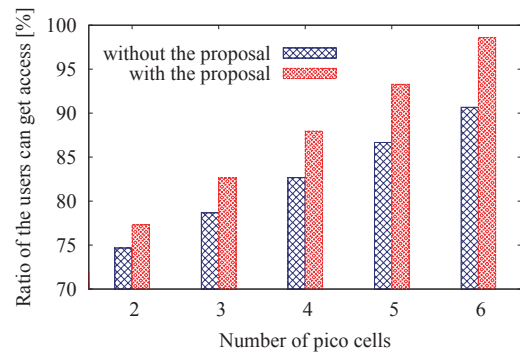 Ratio of the users can get access [%]
100
95
90
85
80
75
70
without the proposal
with the proposal
2 3 4 5 6
Number of pico cells